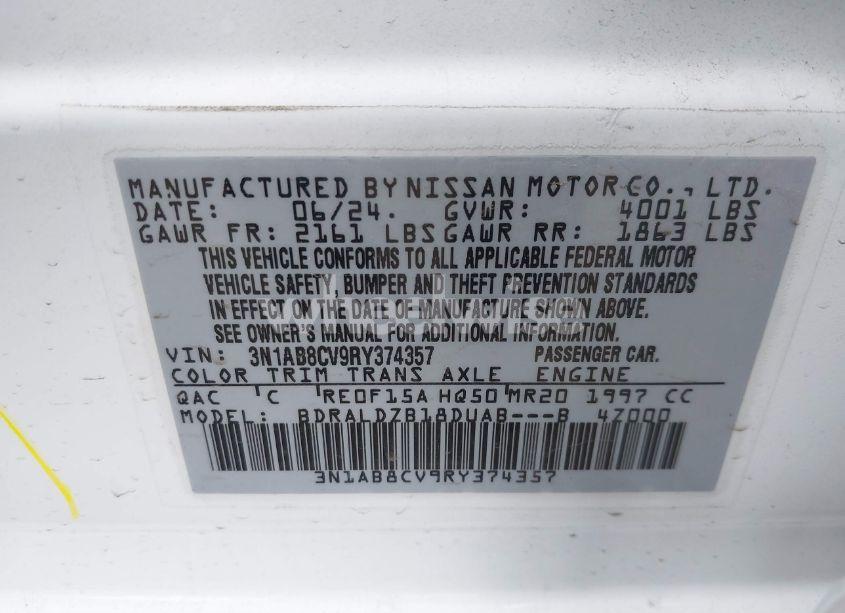 MANUFACTURED BY NISSAN MOTOR CO., LTD.
DATE: 06/24. GVWR: 4001 LBS
GAWR FR: 2161 LBS GAWR RR: 1863 LBS
THIS VEHICLE CONFORMS TO ALL APPLICABLE FEDERAL MOTOR
VEHICLE SAFETY, BUMPER AND THEFT PREVENTION STANDARDS
IN EFFECT ON THE DATE OF MANUFACTURE SHOWN ABOVE.
SEE OWNER'S MANUAL FOR ADDITIONAL INFORMATION.
VIN: 3N1AB8CV9RY374357 PASSENGER CAR.
COLOR TRIM TRANS AXLE ENGINE
QAC C RE0F15A HQ50 MR20 1997 CC
MODEL: BDRALDZB18DUAB---B 4Z000
3N1AB8CV9RY374357